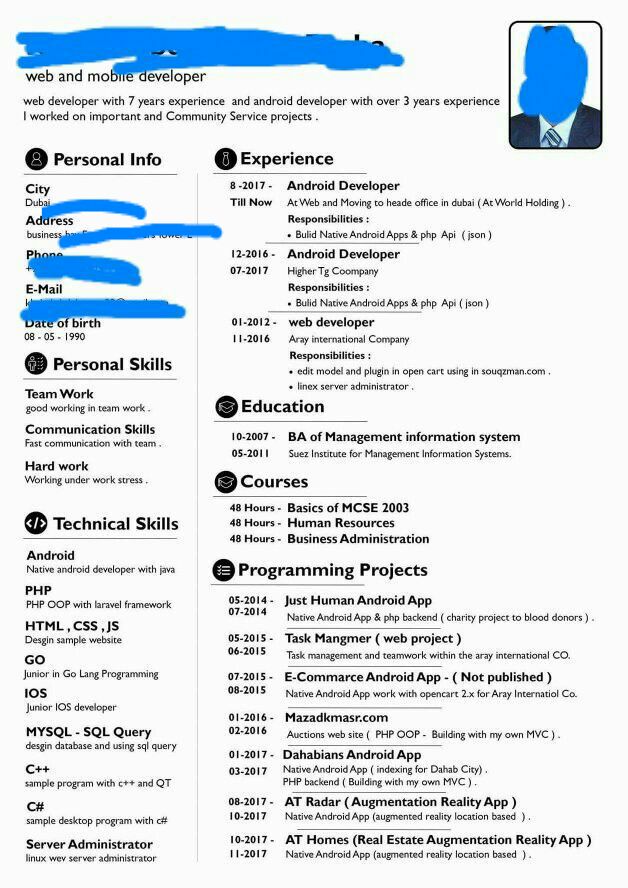 web and mobile developer
web developer with 7 years experience and android developer with over 3 years experience
I worked on important and Community Service projects .
Personal Info
City
Dubai
Address
business
Phone
E-Mail
Date of birth
08 - 05 - 1990
Personal Skills
Team Work
good working in team work .
Communication Skills
Fast communication with team .
Hard work
Working under work stress .
Technical Skills
Android
Native android developer with java
PHP
PHP OOP with laravel framework
HTML , CSS , JS
Desgin sample website
GO
Junior in Go Lang Programming
IOS
Junior IOS developer
MYSQL - SQL Query
desgin database and using sql query
C++
sample program with c++ and QT
C#
sample desktop program with c#
Server Administrator
linux wev server administrator
Experience
8 -2017 - Android Developer
Till Now At Web and Moving to heade office in dubai ( At World Holding ) .
Responsibilities :
• Bulid Native Android Apps & php Api ( json )
12-2016 - Android Developer
07-2017 Higher Tg Coompany
Responsibilities :
• Bulid Native Android Apps & php Api ( json )
01-2012 - web developer
11-2016 Aray international Company
Responsibilities :
• edit model and plugin in open cart using in souqzman.com .
• linex server administrator .
Education
10-2007 - BA of Management information system
05-2011 Suez Institute for Management Information Systems.
Courses
48 Hours - Basics of MCSE 2003
48 Hours - Human Resources
48 Hours - Business Administration
Programming Projects
05-2014 - Just Human Android App
07-2014 Native Android App & php backend ( charity project to blood donors ) .
05-2015 - Task Mangmer ( web project )
06-2015 Task management and teamwork within the aray international CO.
07-2015 - E-Commarce Android App - ( Not published )
08-2015 Native Android App work with opencart 2.x for Aray Internatiol Co.
01-2016 - Mazadkmasr.com
02-2016 Auctions web site ( PHP OOP - Building with my own MVC ) .
01-2017 - Dahabians Android App
03-2017 Native Android App ( indexing for Dahab City) .
PHP backend ( Building with my own MVC ) .
08-2017 - AT Radar ( Augmentation Reality App )
10-2017 Native Android App (augmented reality location based ) .
10-2017 - AT Homes (Real Estate Augmentation Reality App )
11-2017 Native Android App (augmented reality location based ) .